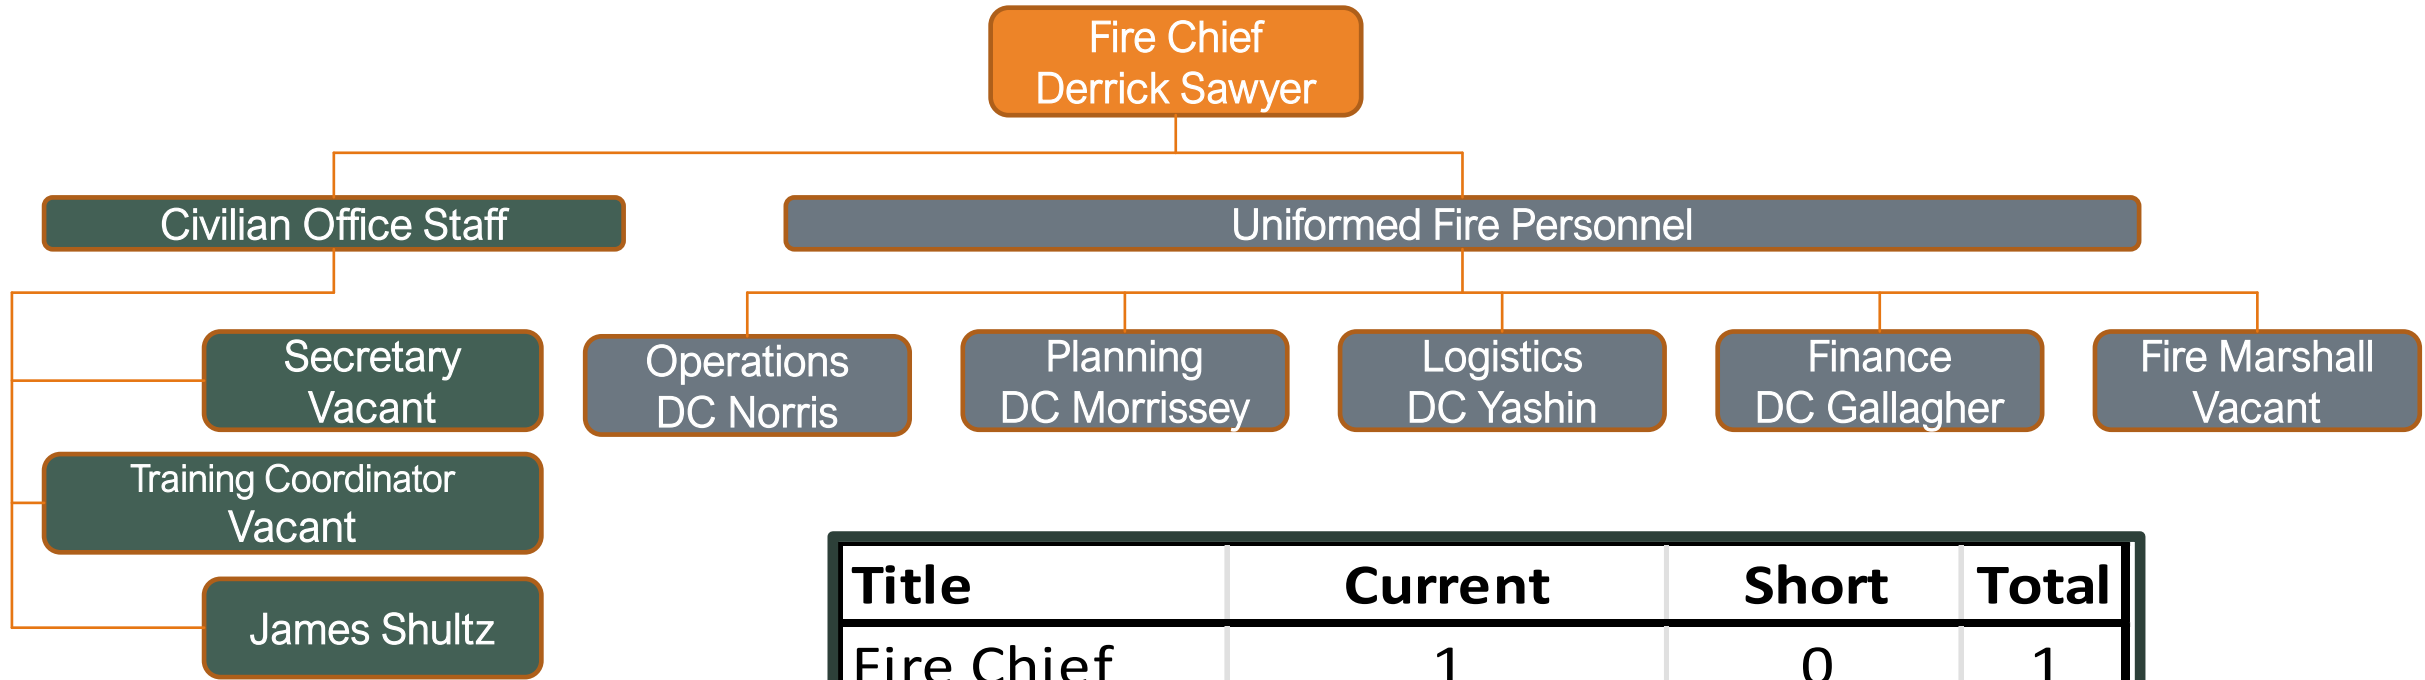 Fire Chief
Derrick Sawyer
Civilian Office Staff
Uniformed Fire Personnel
Secretary
Vacant
Operations
DC Norris
Planning
DC Morrissey
Logistics
DC Yashin
Finance
DC Gallagher
Fire Marshall
Vacant
Training Coordinator
Vacant
James Shultz
Title Current Short Total
Fire Chief 1 0 1